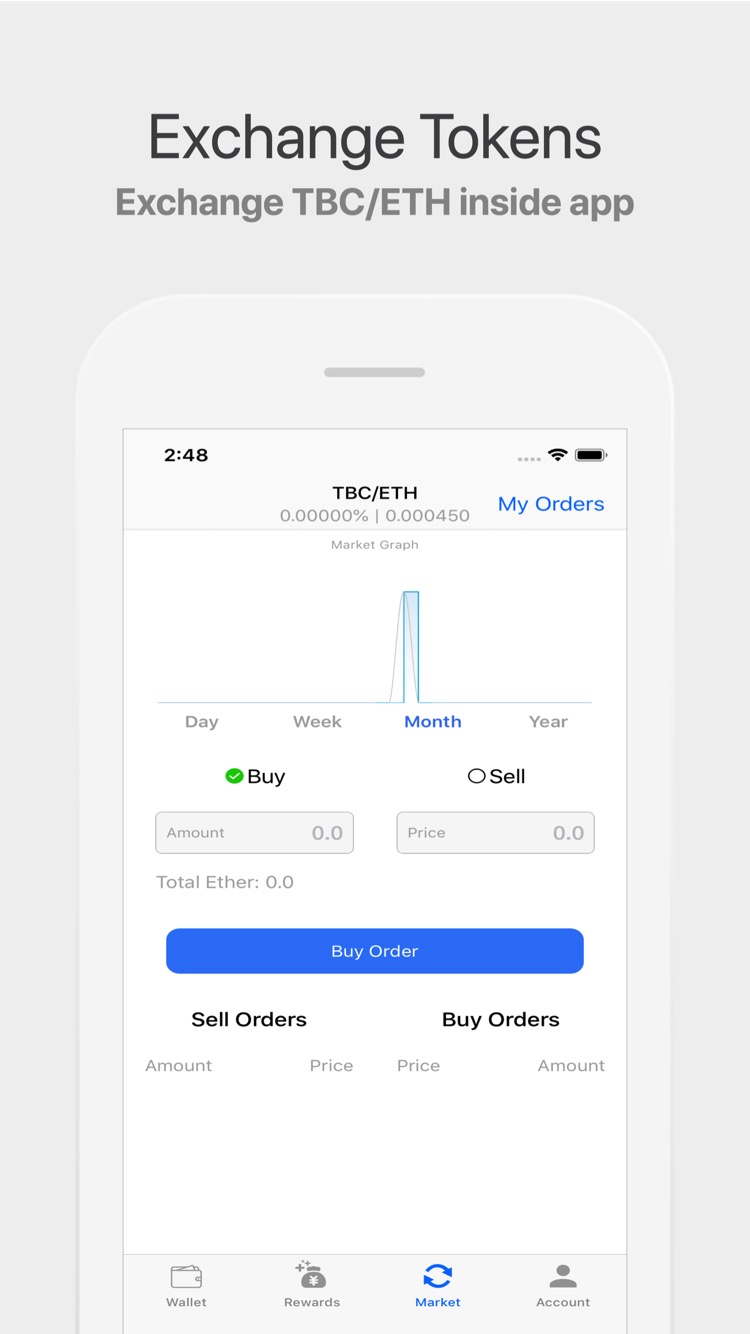 Exchange Tokens
Exchange TBC/ETH inside app
2:48
TBC/ETH
0.00000% | 0.000450
My Orders
Market Graph
Day Week Month Year
Buy Sell
Amount 0.0 Price 0.0
Total Ether: 0.0
Buy Order
Sell Orders Buy Orders
Amount Price Price Amount
¥
Wallet Rewards Market Account